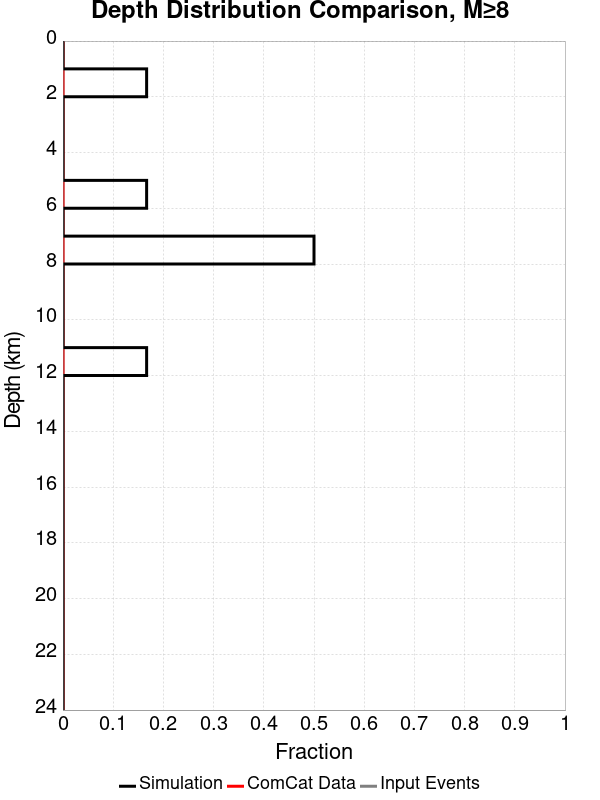 Depth Distribution Comparison, M≥8
0
2
4
6
8
10
12
14
16
18
20
22
24
Depth (km)
0 0.1 0.2 0.3 0.4 0.5 0.6 0.7 0.8 0.9 1
Fraction
Simulation ComCat Data Input Events